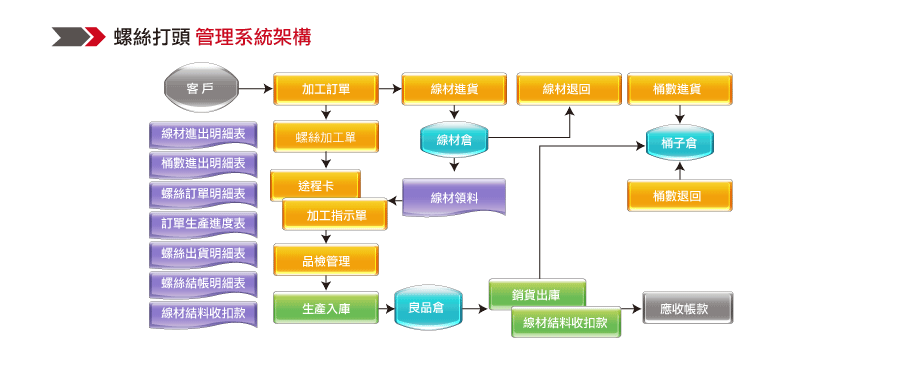 螺絲打頭 管理系統架構
客戶
加工訂單
線材進貨
線材退回
桶數進貨
線材進出明細表
螺絲加工單
線材倉
桶子倉
桶數進出明細表
途程卡
線材領料
桶數退回
螺絲訂單明細表
加工指示單
訂單生產進度表
品檢管理
螺絲出貨明細表
螺絲結帳明細表
線材結料收扣款
生產入庫
良品倉
銷貨出庫
線材結料收扣款
應收帳款